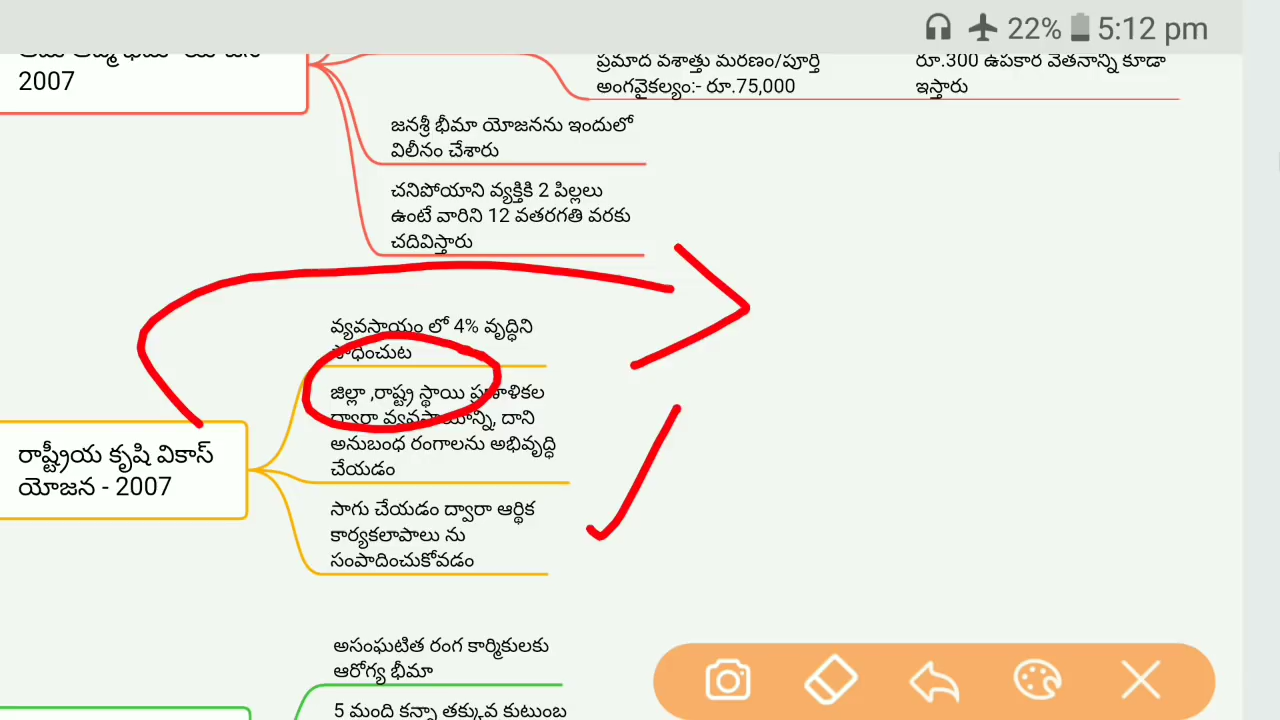 22% 5:12 pm
2007
ప్రమాద వశాత్తు మరణం/పూర్తి
అంగవైకల్యం:- రూ.75,000
రూ.300 ఉపకార వేతనాన్ని కూడా
ఇస్తారు
జనశ్రీ భీమా యోజనను ఇందులో
విలీనం చేశారు
చనిపోయాని వ్యక్తికి 2 పిల్లలు
ఉంటే వారిని 12 వతరగతి వరకు
చదివిస్తారు
రాష్ట్రీయ కృషి వికాస్
యోజన - 2007
వ్యవసాయం లో 4% వృద్ధిని
సాధించుట
జిల్లా ,రాష్ట్ర స్థాయి ప్రణాళికల
ద్వారా వ్యవసాయాన్ని, దాని
అనుబంధ రంగాలను అభివృద్ధి
చేయడం
సాగు చేయడం ద్వారా ఆర్థిక
కార్యకలాపాలు ను
సంపాదించుకోవడం
అసంఘటిత రంగ కార్మికులకు
ఆరోగ్య భీమా
5 మంది కన్నా తక్కువ కుటుంబ